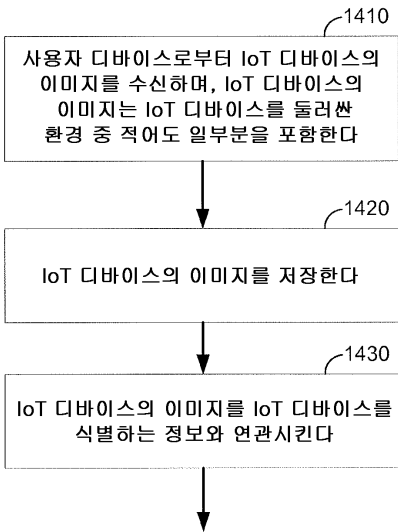 1410
사용자 디바이스로부터 IoT 디바이스의
이미지를 수신하며, IoT 디바이스의
이미지는 IoT 디바이스를 둘러싼
환경 중 적어도 일부분을 포함한다
1420
IoT 디바이스의 이미지를 저장한다
1430
IoT 디바이스의 이미지를 IoT 디바이스를
식별하는 정보와 연관시킨다